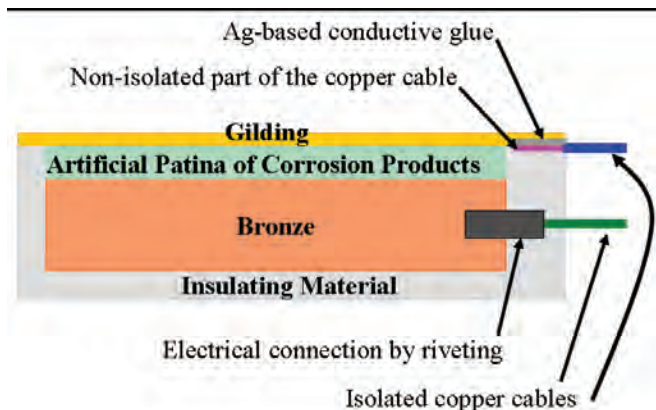 Ag-based conductive glue
Non-isolated part of the copper cable
Gilding
Artificial Patina of Corrosion Products
Bronze
Insulating Material
Electrical connection by riveting
Isolated copper cables